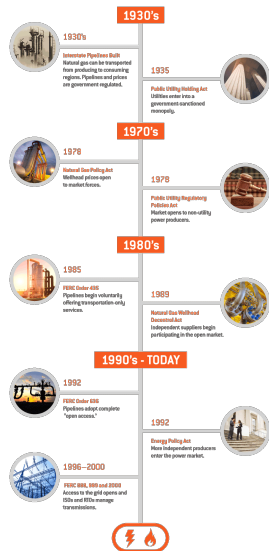 1930's
1930's
Interstate Pipelines Built
Natural gas can be transported
from producing to consuming
regions. Pipelines and prices
are government regulated.
1935
Public Utility Holding Act
Utilities enter into a
government-sanctioned
monopoly.
1970's
1978
Natural Gas Policy Act
Wellhead prices open
to market forces.
1978
Public Utility Regulatory
Policies Act
Market opens to non-utility
power producers.
1980's
1985
FERC Order 436
Pipelines begin voluntarily
offering transportation-only
services.
1989
Natural Gas Wellhead
Decontrol Act
Independent suppliers begin
participating in the open market.
1990's - TODAY
1992
FERC Order 636
Pipelines adopt complete
"open access."
1992
Energy Policy Act
More independent producers
enter the power market.
1996–2000
FERC 888, 889 and 2000
Access to the grid opens and
ISOs and RTOs manage
transmissions.